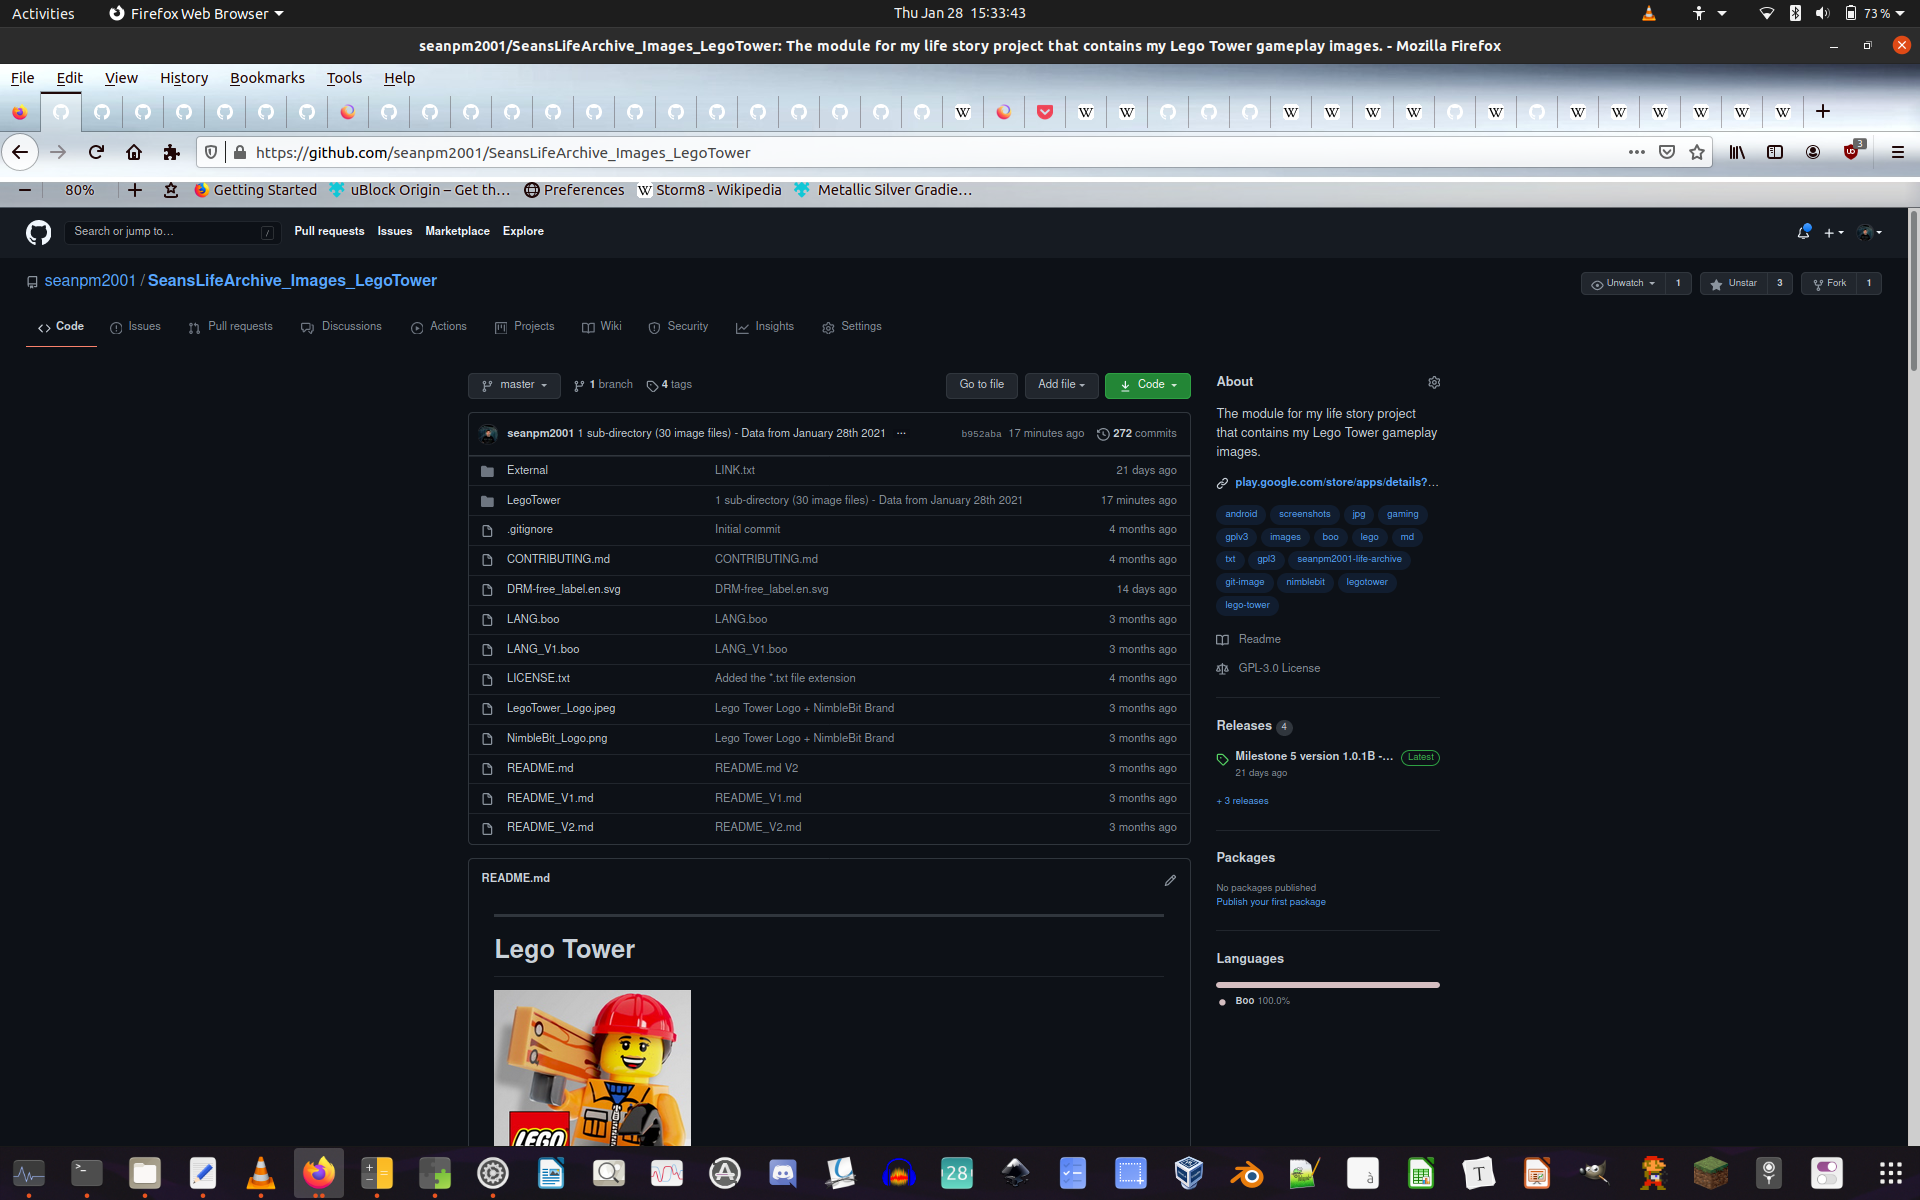 Activities Firefox Web Browser Thu Jan 28 15:33:43 73 %
seanpm2001/SeansLifeArchive_Images_LegoTower: The module for my life story project that contains my Lego Tower gameplay images. - Mozilla Firefox
File Edit View History Bookmarks Tools Help
https://github.com/seanpm2001/SeansLifeArchive_Images_LegoTower 3
80% Getting Started uBlock Origin – Get th… Preferences Storm8 - Wikipedia Metallic Silver Gradie…
Search or jump to… / Pull requests Issues Marketplace Explore
seanpm2001 / SeansLifeArchive_Images_LegoTower Unwatch 1 Unstar 3 Fork 1
Code Issues Pull requests Discussions Actions Projects Wiki Security Insights Settings
master 1 branch 4 tags Go to file Add file Code
seanpm2001 1 sub-directory (30 image files) - Data from January 28th 2021 ··· b952aba 17 minutes ago 272 commits
External LINK.txt 21 days ago
LegoTower 1 sub-directory (30 image files) - Data from January 28th 2021 17 minutes ago
.gitignore Initial commit 4 months ago
CONTRIBUTING.md CONTRIBUTING.md 4 months ago
DRM-free_label.en.svg DRM-free_label.en.svg 14 days ago
LANG.boo LANG.boo 3 months ago
LANG_V1.boo LANG_V1.boo 3 months ago
LICENSE.txt Added the *.txt file extension 4 months ago
LegoTower_Logo.jpeg Lego Tower Logo + NimbleBit Brand 3 months ago
NimbleBit_Logo.png Lego Tower Logo + NimbleBit Brand 3 months ago
README.md README.md V2 3 months ago
README_V1.md README_V1.md 3 months ago
README_V2.md README_V2.md 3 months ago
README.md
Lego Tower
LEGO
About
The module for my life story project
that contains my Lego Tower gameplay
images.
play.google.com/store/apps/details?…
android screenshots jpg gaming
gplv3 images boo lego md
txt gpl3 seanpm2001-life-archive
git-image nimblebit legotower
lego-tower
Readme
GPL-3.0 License
Releases 4
Milestone 5 version 1.0.1B -… Latest
21 days ago
+ 3 releases
Packages
No packages published
Publish your first package
Languages
Boo 100.0%
28